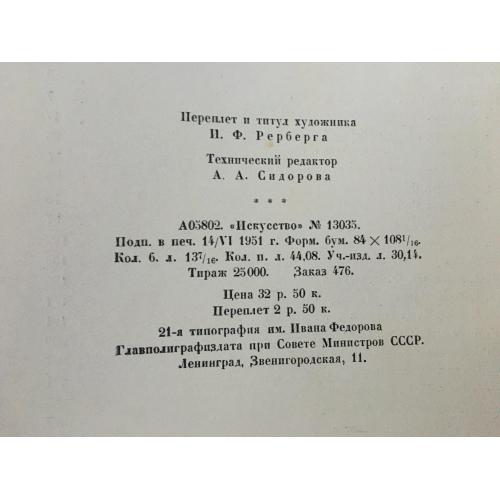 Переплет и титул художника
И. Ф. Рерберга
Технический редактор
А. А. Сидорова
* * *
А05802. «Искусство» № 13035.
Подп. в печ. 14/VI 1951 г. Форм. бум. 84 × 108¹/₁₆.
Кол. б. л. 13⁷/₁₆. Кол. п. л. 44,08. Уч.-изд. л. 30,14.
Тираж 25000. Заказ 476.
Цена 32 р. 50 к.
Переплет 2 р. 50 к.
21-я типография им. Ивана Федорова
Главполиграфиздата при Совете Министров СССР.
Ленинград, Звенигородская, 11.